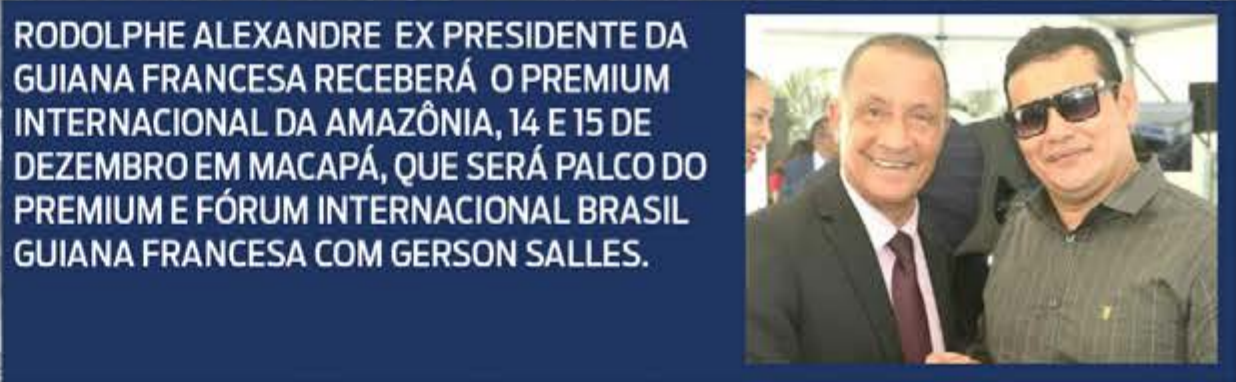 RODOLPHE ALEXANDRE EX PRESIDENTE DA
GUIANA FRANCESA RECEBERÁ O PREMIUM
INTERNACIONAL DA AMAZÔNIA, 14 E 15 DE
DEZEMBRO EM MACAPÁ, QUE SERÁ PALCO DO
PREMIUM E FÓRUM INTERNACIONAL BRASIL
GUIANA FRANCESA COM GERSON SALLES.